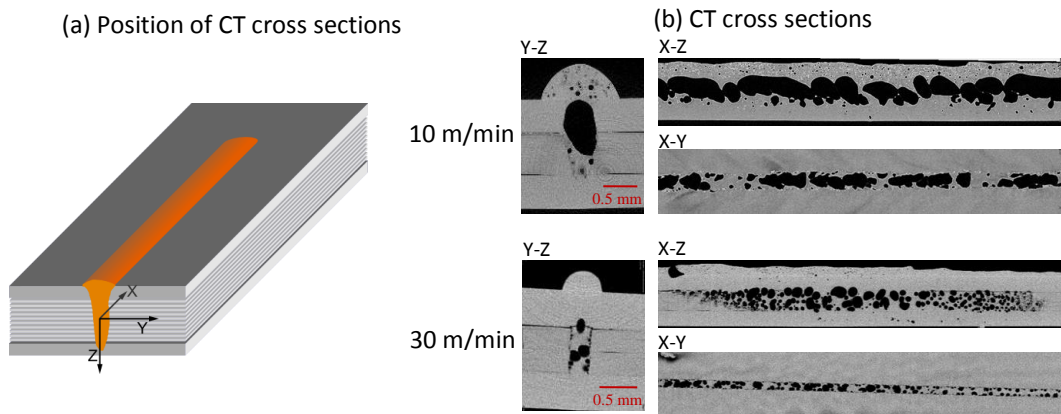 (a) Position of CT cross sections
X
Y
Z
(b) CT cross sections
10 m/min
Y-Z
0.5 mm
X-Z
X-Y
30 m/min
Y-Z
0.5 mm
X-Z
X-Y